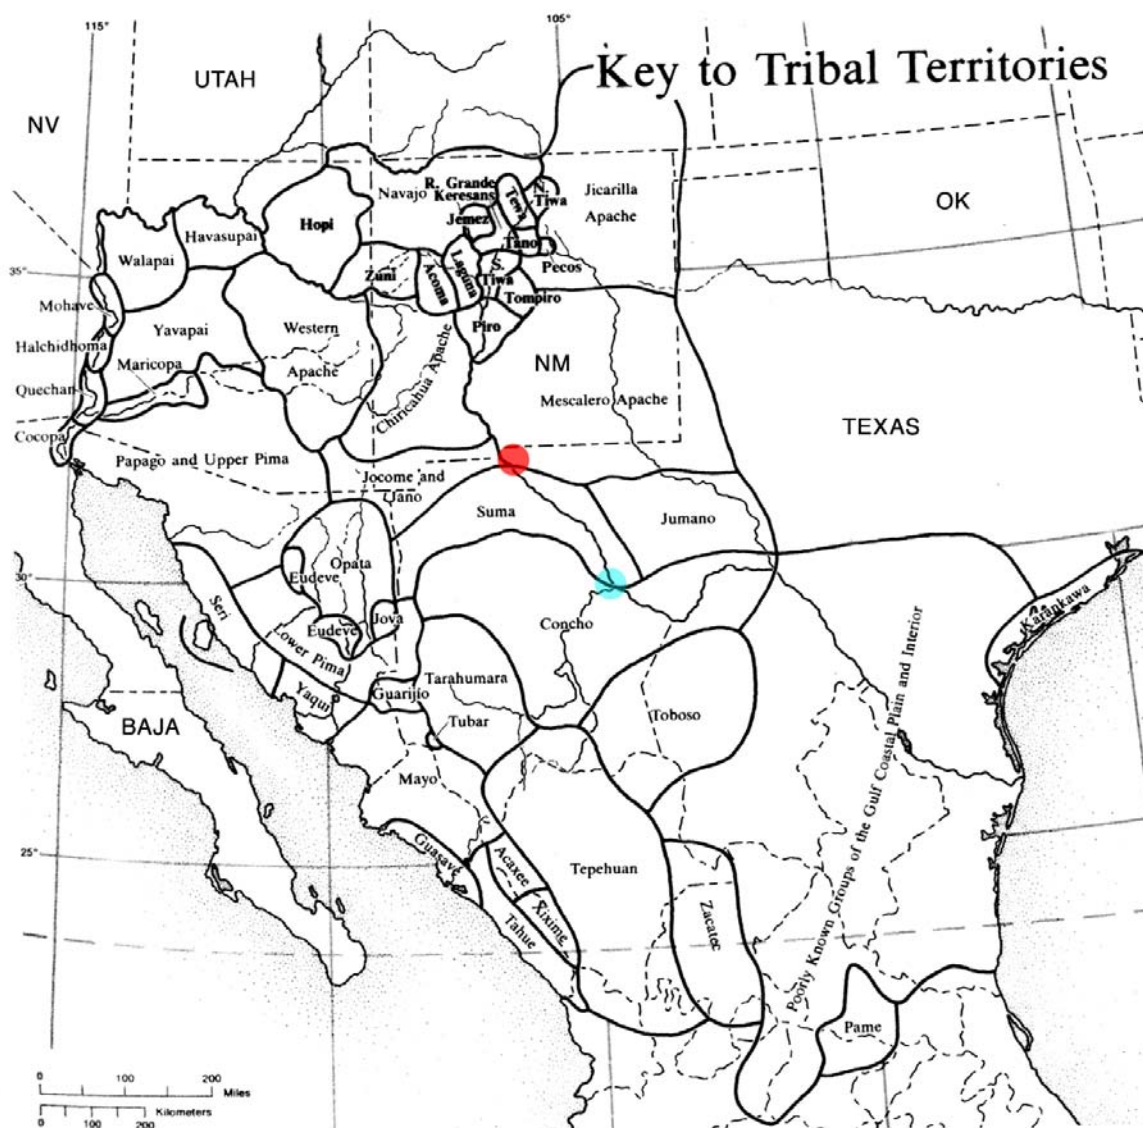 115°
105°
Key to Tribal Territories
UTAH
NV
OK
Navajo
R. Grande
Keresans
Tewa
N.
Tiwa
Jicarilla
Apache
Jemez
Hopi
Havasupai
Walapai
Tano
Pecos
35°
Zuni
Acoma
Laguna
S.
Tiwa
Tompiro
Mohave
Yavapai
Western
Apache
Piro
Halchidhoma
Maricopa
Chiricahua Apache
NM
Quechan
Mescalero Apache
TEXAS
Cocopa
Papago and Upper Pima
Jocome and
Jano
Suma
Jumano
30°
Opata
Eudeve
Seri
Jova
Eudeve
Concho
Karankawa
Lower Pima
Yaqui
Guarijío
Tarahumara
Tubar
Toboso
BAJA
Mayo
Poorly Known Groups of the Gulf Coastal Plain and Interior
25°
Guasave
Acaxee
Tepehuan
Xixime
Tahue
Zacatec
Pame
0 100 200
Miles
Kilometers
0 100 200